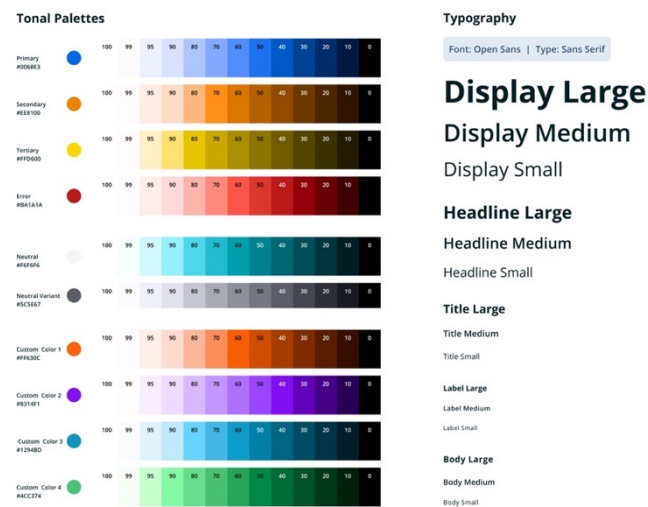 Tonal Palettes
Primary
#0068E3
100 99 95 90 80 70 60 50 40 30 20 10 0
Secondary
#EE8100
100 99 95 90 80 70 60 50 40 30 20 10 0
Tertiary
#FFD600
100 99 95 90 80 70 60 50 40 30 20 10 0
Error
#BA1A1A
100 99 95 90 80 70 60 50 40 30 20 10 0
Neutral
#F6F6F6
100 99 95 90 80 70 60 50 40 30 20 10 0
Neutral Variant
#5C5E67
100 99 95 90 80 70 60 50 40 30 20 10 0
Custom Color 1
#FF630C
100 99 95 90 80 70 60 50 40 30 20 10 0
Custom Color 2
#8314F1
100 99 95 90 80 70 60 50 40 30 20 10 0
Custom Color 3
#1294BD
100 99 95 90 80 70 60 50 40 30 20 10 0
Custom Color 4
#4CC374
100 99 95 90 80 70 60 50 40 30 20 10 0
Typography
Font: Open Sans | Type: Sans Serif
Display Large
Display Medium
Display Small
Headline Large
Headline Medium
Headline Small
Title Large
Title Medium
Title Small
Label Large
Label Medium
Label Small
Body Large
Body Medium
Body Small